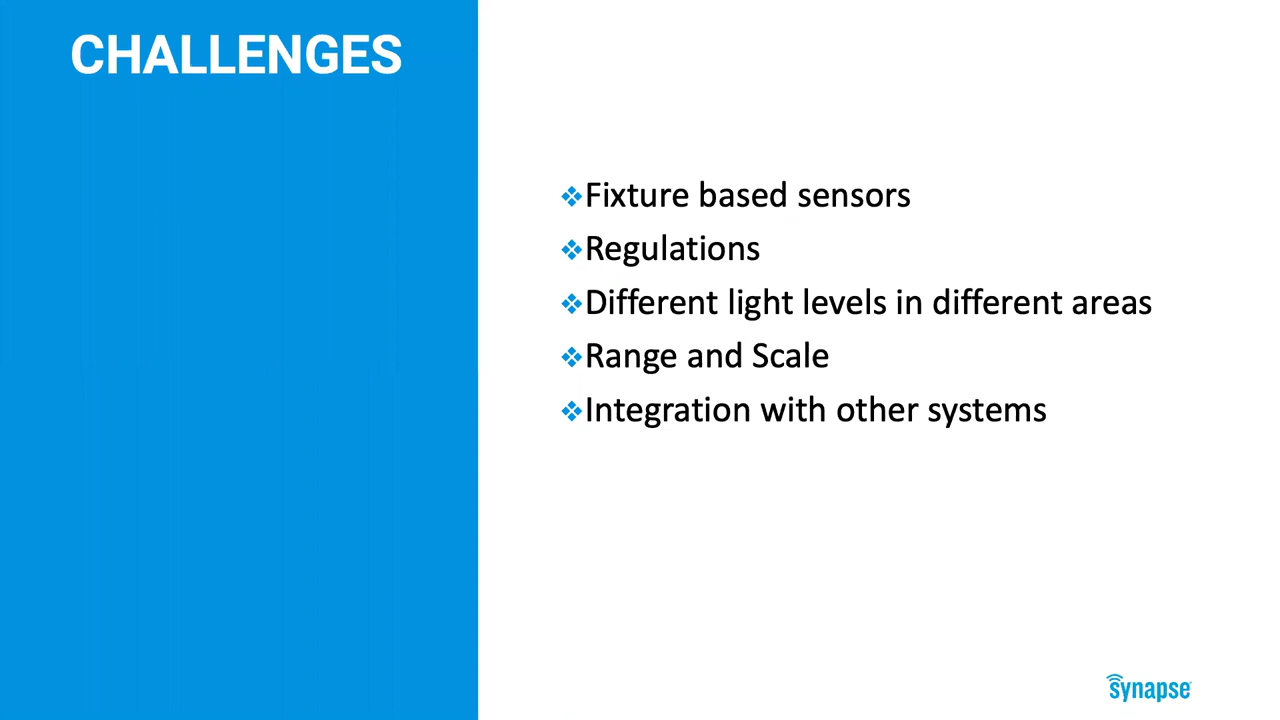 CHALLENGES
❖Fixture based sensors
❖Regulations
❖Different light levels in different areas
❖Range and Scale
❖Integration with other systems
synapse